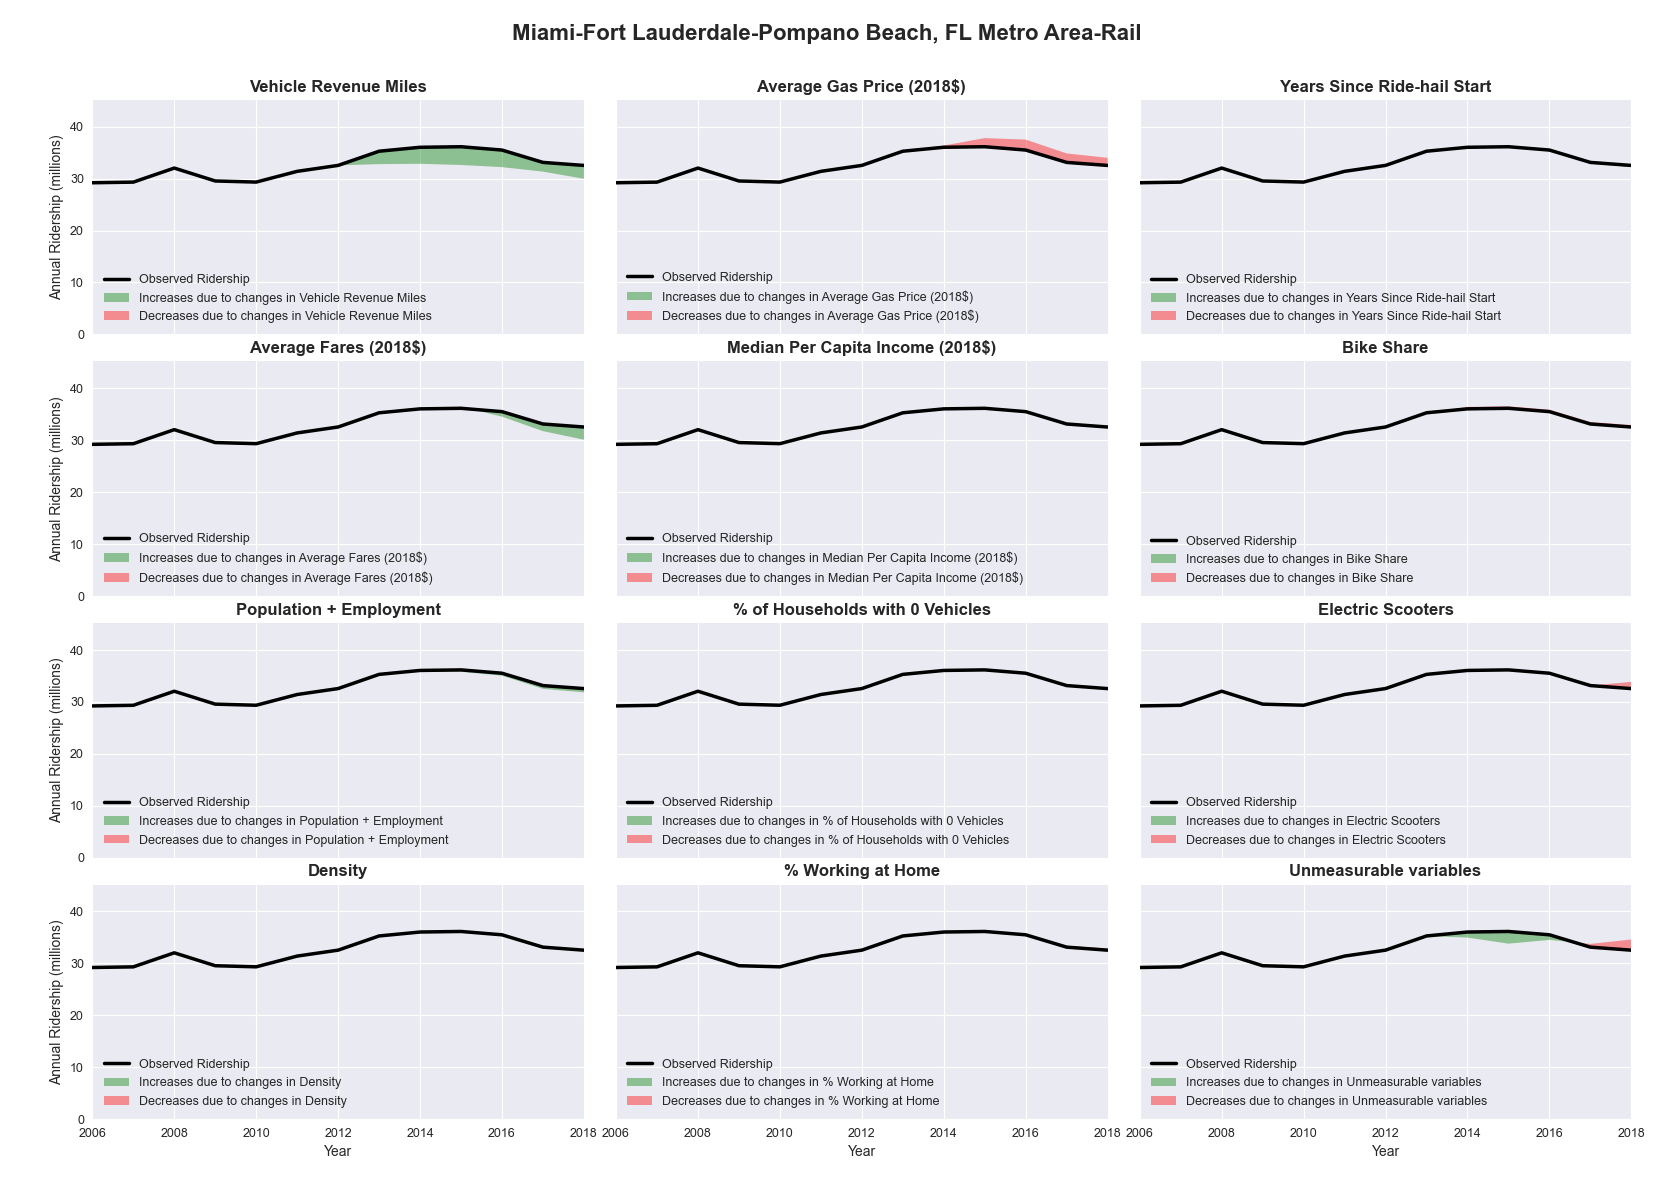 Miami-Fort Lauderdale-Pompano Beach, FL Metro Area-Rail
Vehicle Revenue Miles
Annual Ridership (millions)
40
30
20
10
0
Observed Ridership
Increases due to changes in Vehicle Revenue Miles
Decreases due to changes in Vehicle Revenue Miles
Average Gas Price (2018$)
Observed Ridership
Increases due to changes in Average Gas Price (2018$)
Decreases due to changes in Average Gas Price (2018$)
Years Since Ride-hail Start
Observed Ridership
Increases due to changes in Years Since Ride-hail Start
Decreases due to changes in Years Since Ride-hail Start
Average Fares (2018$)
Annual Ridership (millions)
40
30
20
10
0
Observed Ridership
Increases due to changes in Average Fares (2018$)
Decreases due to changes in Average Fares (2018$)
Median Per Capita Income (2018$)
Observed Ridership
Increases due to changes in Median Per Capita Income (2018$)
Decreases due to changes in Median Per Capita Income (2018$)
Bike Share
Observed Ridership
Increases due to changes in Bike Share
Decreases due to changes in Bike Share
Population + Employment
Annual Ridership (millions)
40
30
20
10
0
Observed Ridership
Increases due to changes in Population + Employment
Decreases due to changes in Population + Employment
% of Households with 0 Vehicles
Observed Ridership
Increases due to changes in % of Households with 0 Vehicles
Decreases due to changes in % of Households with 0 Vehicles
Electric Scooters
Observed Ridership
Increases due to changes in Electric Scooters
Decreases due to changes in Electric Scooters
Density
Annual Ridership (millions)
40
30
20
10
0
Observed Ridership
Increases due to changes in Density
Decreases due to changes in Density
2006 2008 2010 2012 2014 2016 2018
Year
% Working at Home
Observed Ridership
Increases due to changes in % Working at Home
Decreases due to changes in % Working at Home
2006 2008 2010 2012 2014 2016 2018
Year
Unmeasurable variables
Observed Ridership
Increases due to changes in Unmeasurable variables
Decreases due to changes in Unmeasurable variables
2006 2008 2010 2012 2014 2016 2018
Year